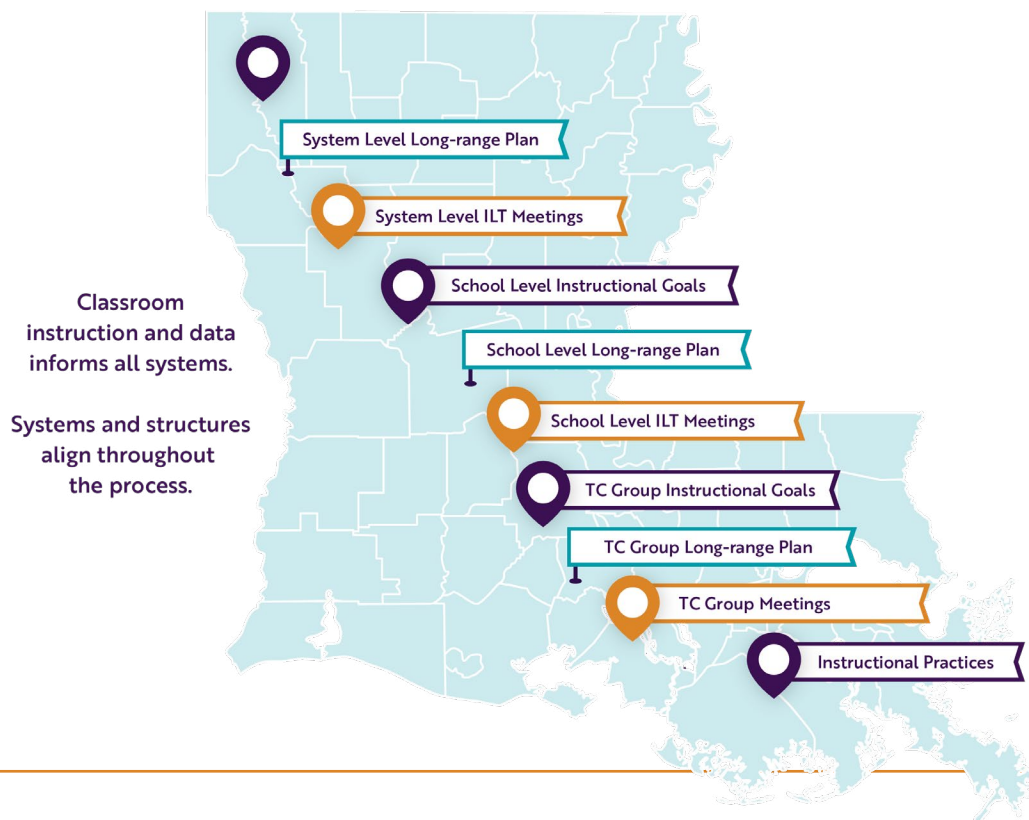 System Level Long-range Plan
System Level ILT Meetings
School Level Instructional Goals
School Level Long-range Plan
School Level ILT Meetings
TC Group Instructional Goals
TC Group Long-range Plan
TC Group Meetings
Instructional Practices
Classroom
instruction and data
informs all systems.
Systems and structures
align throughout
the process.